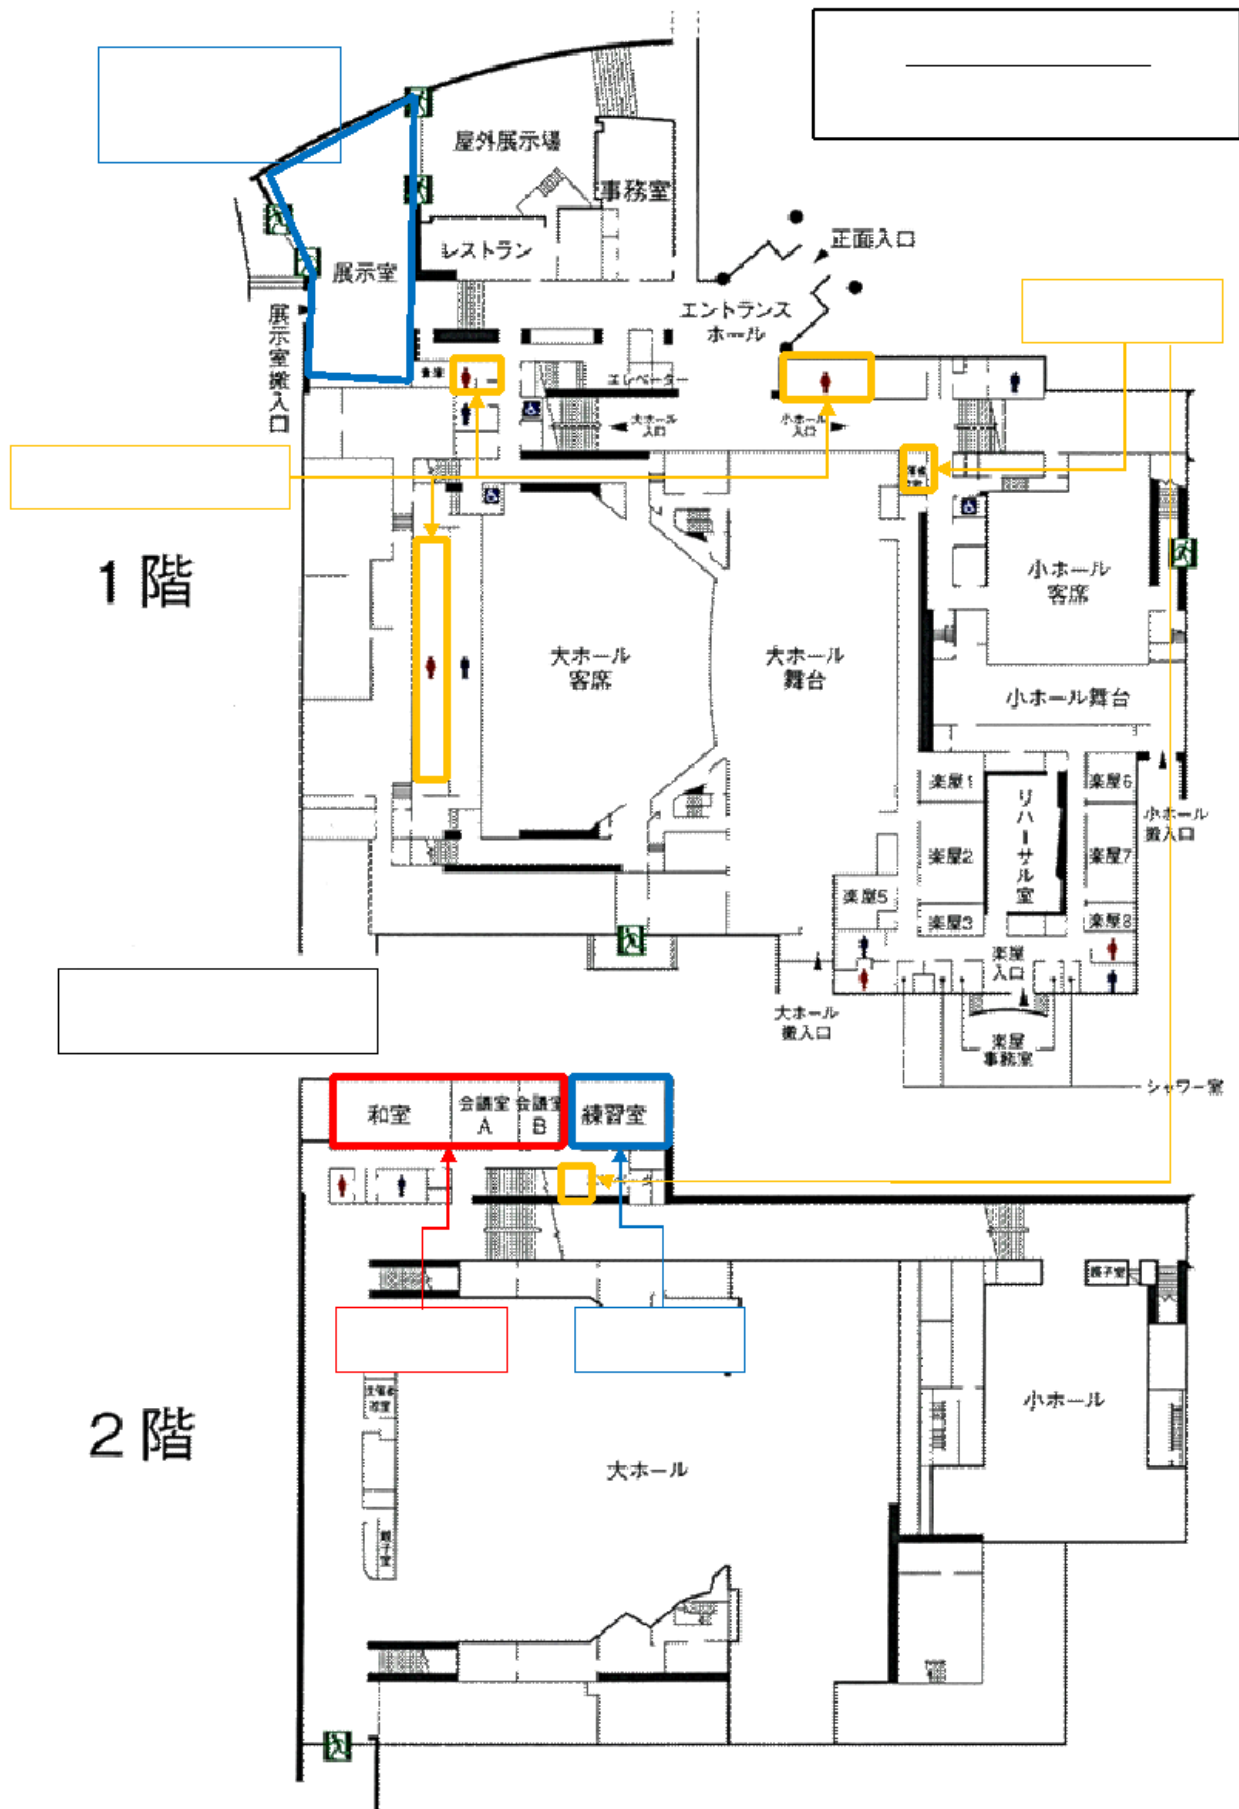 屋外展示場
事務室
レストラン
正面入口
展示室
エントランス
ホール
展示室搬入口
倉庫
エレベーター
大ホール
入口
小ホール
入口
1階
小ホール
客席
大ホール
客席
大ホール
舞台
小ホール舞台
楽屋1
リハーサル室
楽屋6
小ホール
搬入口
楽屋2
楽屋7
楽屋5
楽屋3
楽屋8
楽屋
入口
大ホール
搬入口
楽屋
事務室
シャワー室
和室
会議室
A
会議室
B
練習室
親子室
2階
小ホール
大ホール
親子室